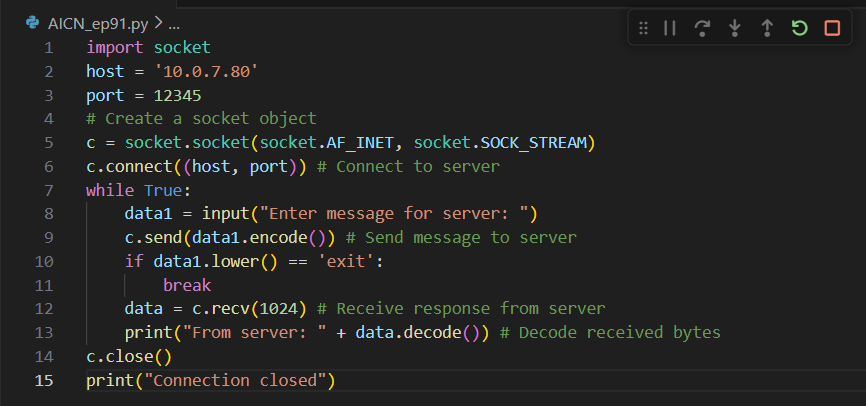 AICN_ep91.py > ...
1 import socket
2 host = '10.0.7.80'
3 port = 12345
4 # Create a socket object
5 c = socket.socket(socket.AF_INET, socket.SOCK_STREAM)
6 c.connect((host, port)) # Connect to server
7 while True:
8     data1 = input("Enter message for server: ")
9     c.send(data1.encode()) # Send message to server
10     if data1.lower() == 'exit':
11         break
12     data = c.recv(1024) # Receive response from server
13     print("From server: " + data.decode()) # Decode received bytes
14 c.close()
15 print("Connection closed")